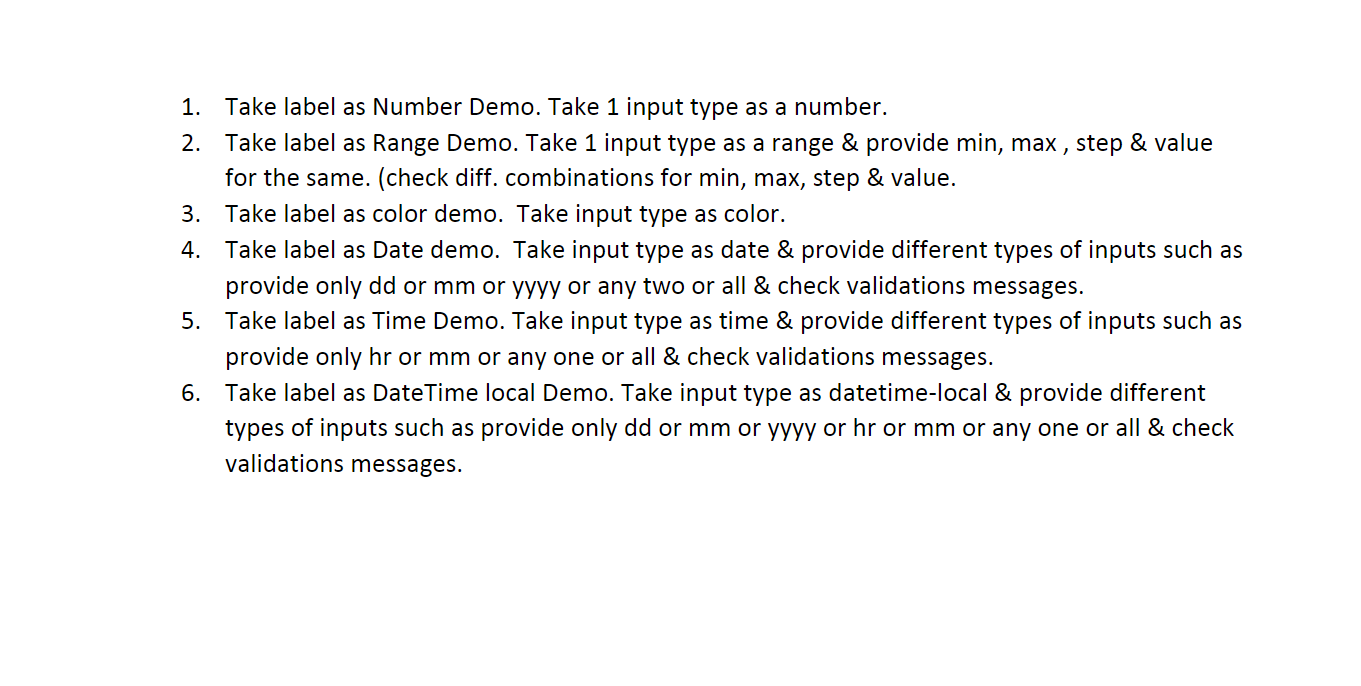 1. Take label as Number Demo. Take 1 input type as a number.
2. Take label as Range Demo. Take 1 input type as a range & provide min, max , step & value
for the same. (check diff. combinations for min, max, step & value.
3. Take label as color demo.  Take input type as color.
4. Take label as Date demo.  Take input type as date & provide different types of inputs such as
provide only dd or mm or yyyy or any two or all & check validations messages.
5. Take label as Time Demo. Take input type as time & provide different types of inputs such as
provide only hr or mm or any one or all & check validations messages.
6. Take label as DateTime local Demo. Take input type as datetime-local & provide different
types of inputs such as provide only dd or mm or yyyy or hr or mm or any one or all & check
validations messages.